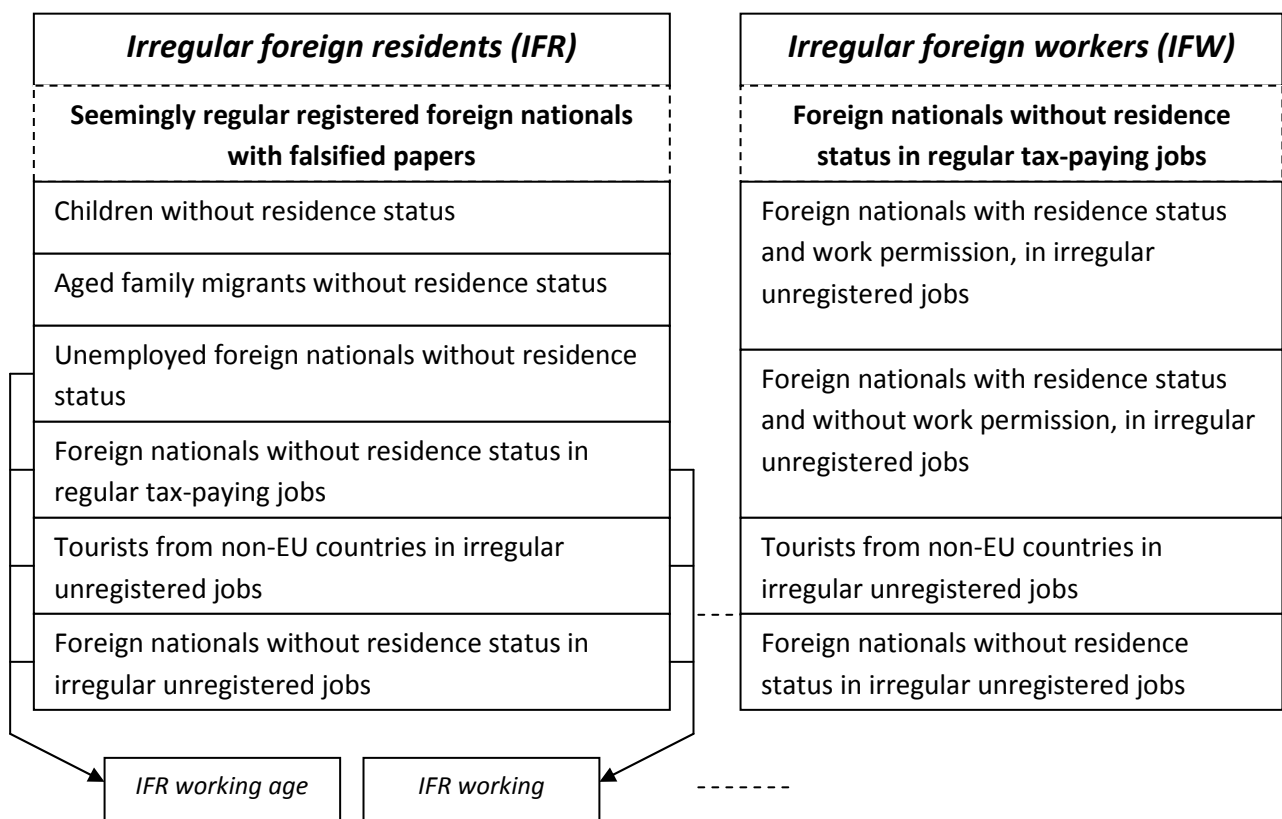 Irregular foreign residents (IFR)
Seemingly regular registered foreign nationals
with falsified papers
Children without residence status
Aged family migrants without residence status
Unemployed foreign nationals without residence
status
Foreign nationals without residence status in
regular tax-paying jobs
Tourists from non-EU countries in irregular
unregistered jobs
Foreign nationals without residence status in
irregular unregistered jobs
IFR working age
IFR working
Irregular foreign workers (IFW)
Foreign nationals without residence
status in regular tax-paying jobs
Foreign nationals with residence status
and work permission, in irregular
unregistered jobs
Foreign nationals with residence status
and without work permission, in irregular
unregistered jobs
Tourists from non-EU countries in
irregular unregistered jobs
Foreign nationals without residence
status in irregular unregistered jobs